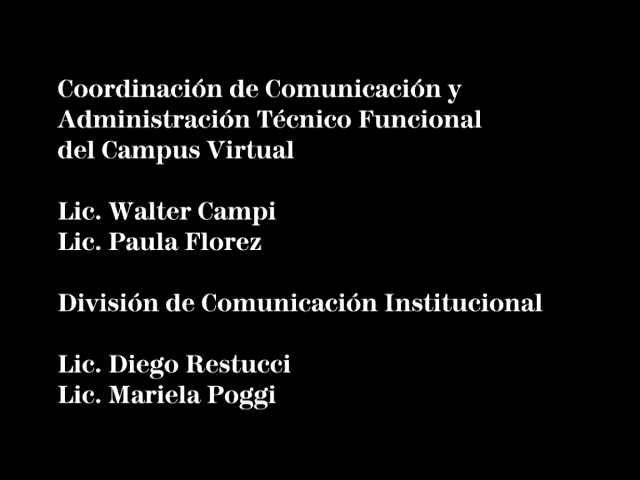 Coordinación de Comunicación y
Administración Técnico Funcional
del Campus Virtual
Lic. Walter Campi
Lic. Paula Florez
División de Comunicación Institucional
Lic. Diego Restucci
Lic. Mariela Poggi